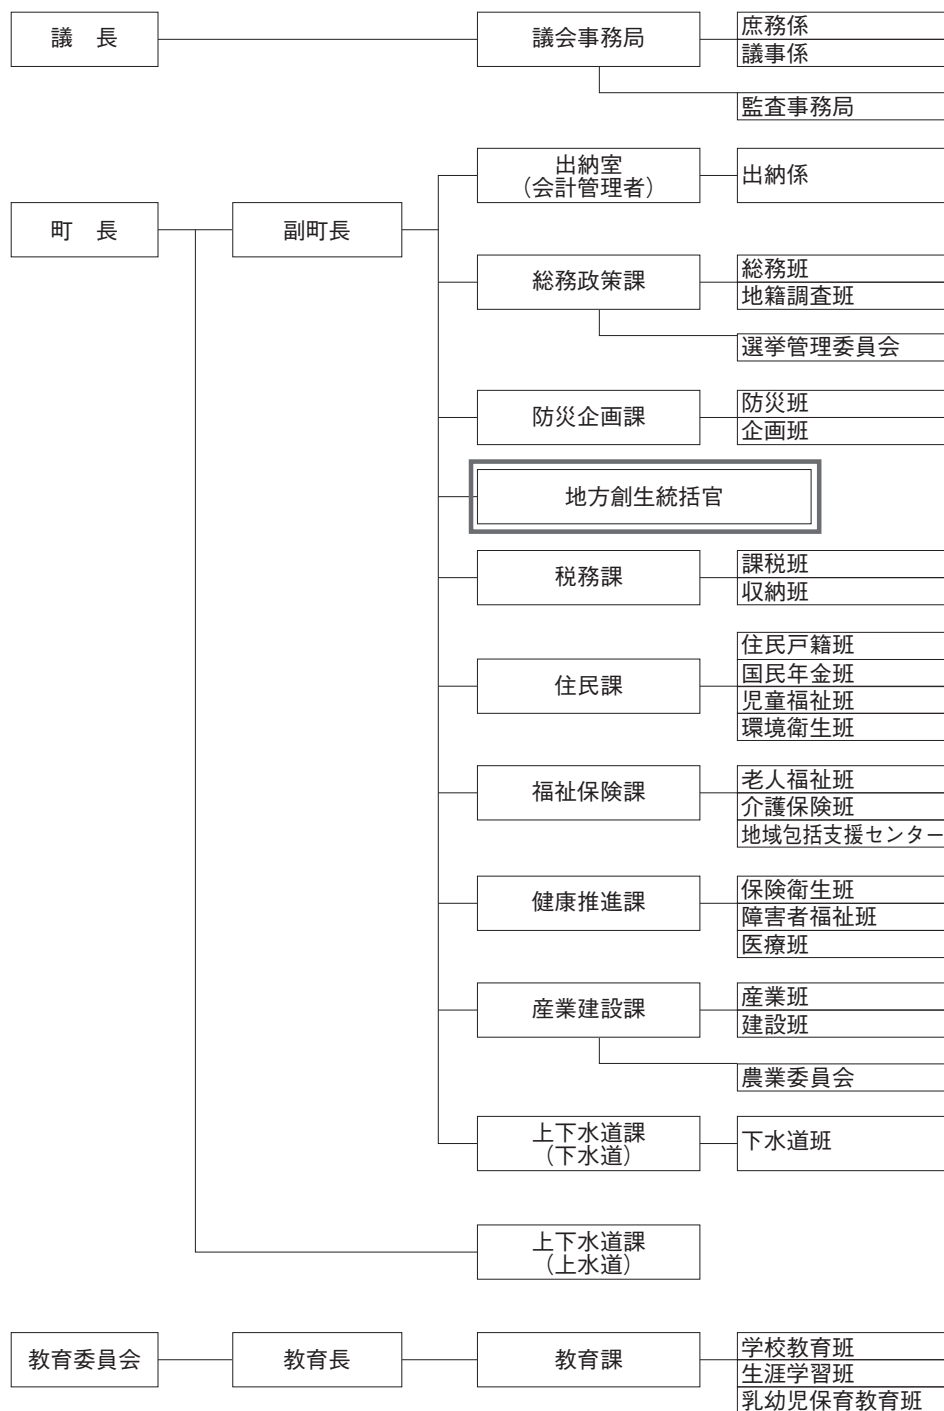 議　長
議会事務局
庶務係
議事係
監査事務局
出納室
（会計管理者）
出納係
町　長
副町長
総務政策課
総務班
地籍調査班
選挙管理委員会
防災企画課
防災班
企画班
地方創生統括官
税務課
課税班
収納班
住民課
住民戸籍班
国民年金班
児童福祉班
環境衛生班
福祉保険課
老人福祉班
介護保険班
地域包括支援センター
健康推進課
保険衛生班
障害者福祉班
医療班
産業建設課
産業班
建設班
農業委員会
上下水道課
（下水道）
下水道班
上下水道課
（上水道）
教育委員会
教育長
教育課
学校教育班
生涯学習班
乳幼児保育教育班